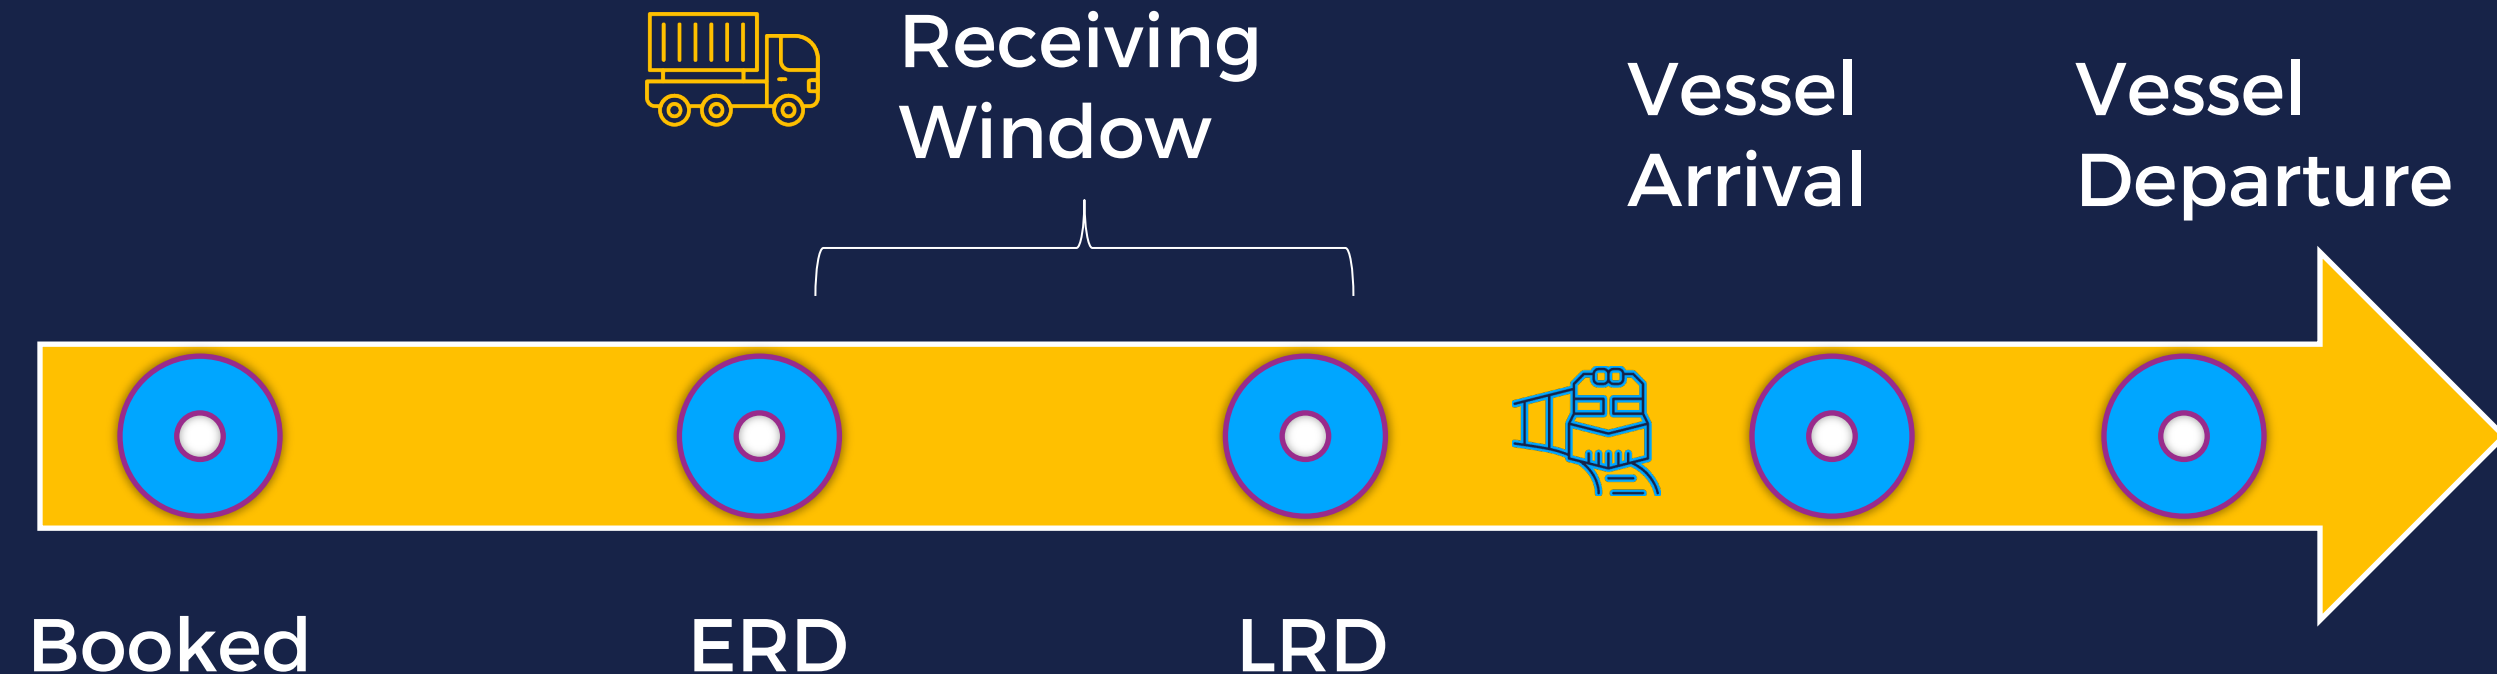 Receiving
Window
Vessel
Arrival
Vessel
Departure
Booked
ERD
LRD